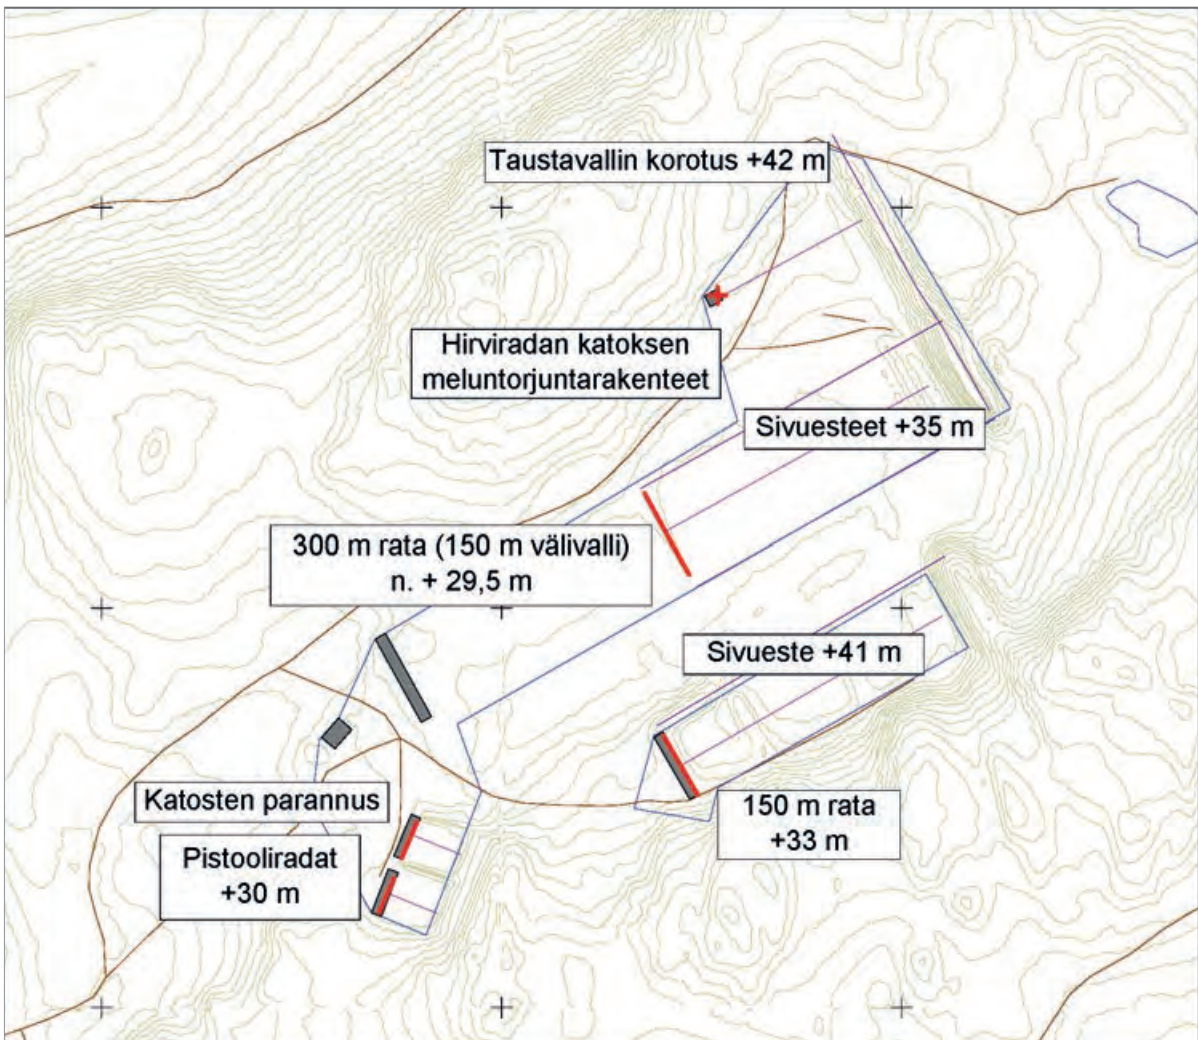 Taustavallin korotus +42 m
Hirviradan katoksen
meluntorjuntarakenteet
Sivuesteet +35 m
300 m rata (150 m välivalli)
n. + 29,5 m
Sivueste +41 m
Katosten parannus
150 m rata
+33 m
Pistooliradat
+30 m